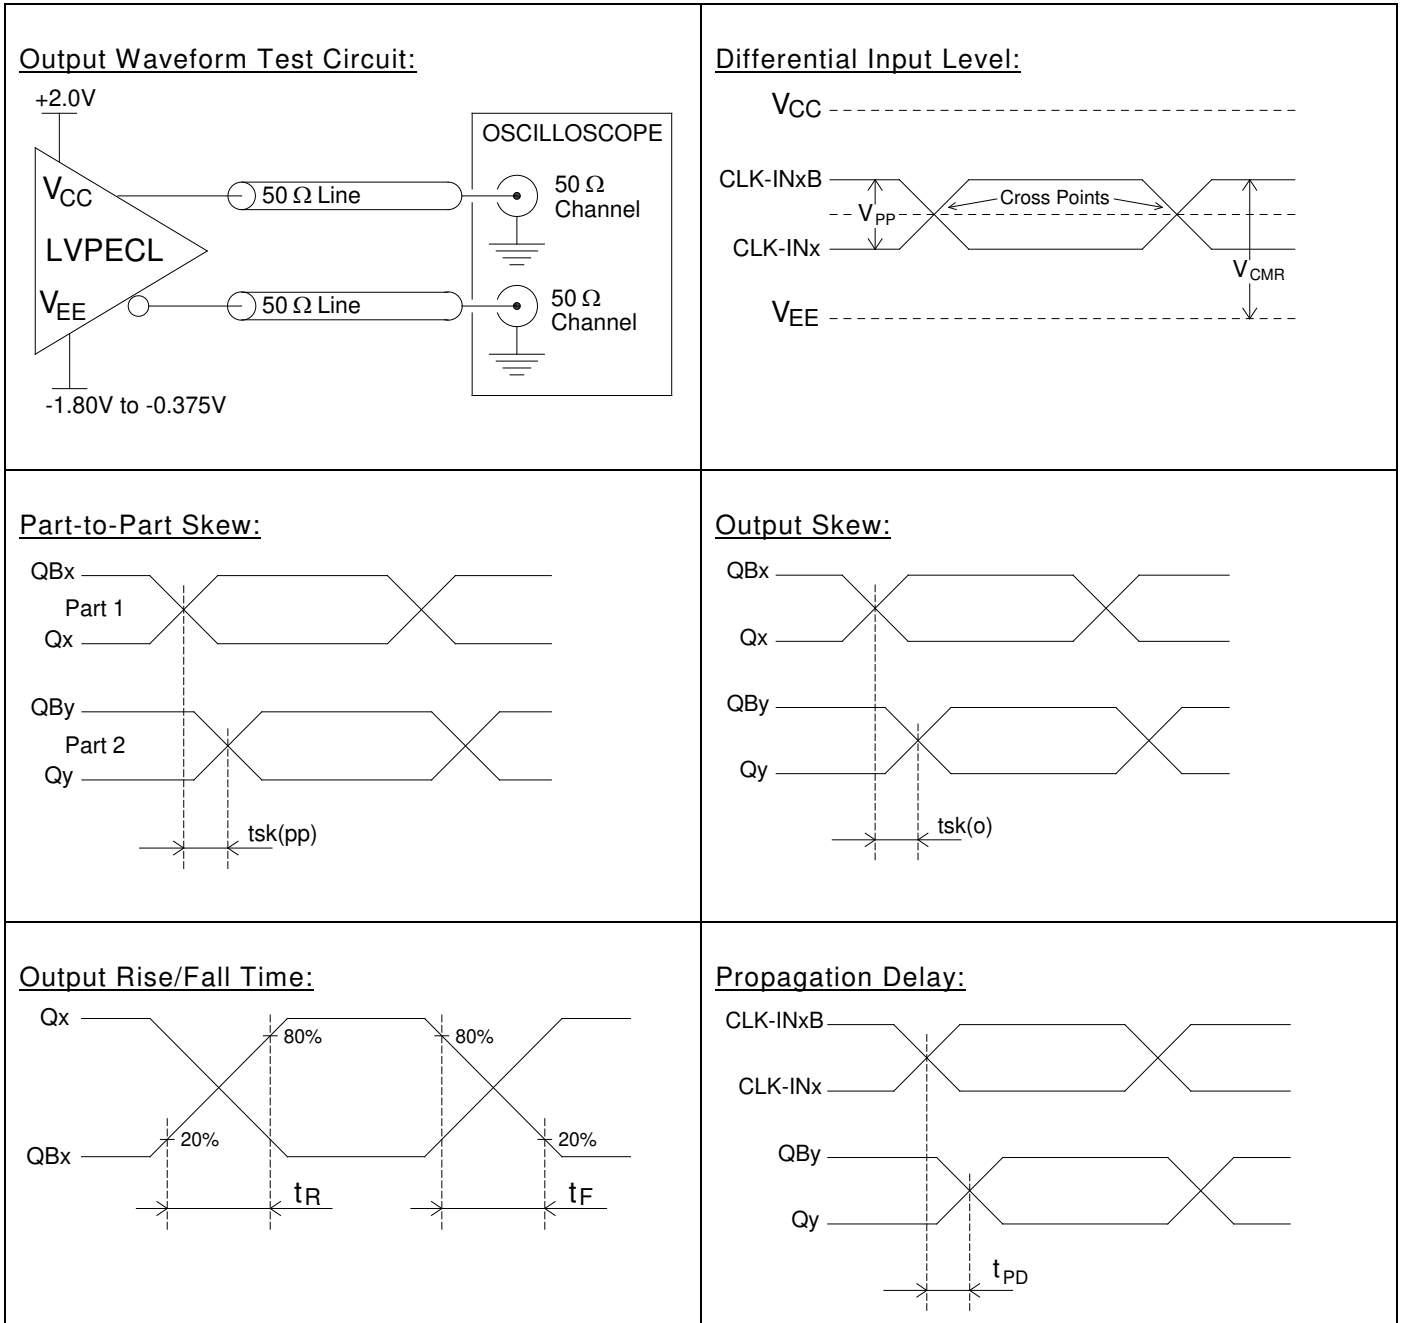 Output Waveform Test Circuit:
+2.0V
VCC
LVPECL
VEE
-1.80V to -0.375V
50 Ω Line
50 Ω Line
OSCILLOSCOPE
50 Ω
Channel
50 Ω
Channel
Differential Input Level:
VCC
CLK-INxB
VPP
Cross Points
CLK-INx
VCMR
VEE
Part-to-Part Skew:
QBx
Part 1
Qx
QBy
Part 2
Qy
tsk(pp)
Output Skew:
QBx
Qx
QBy
Qy
tsk(o)
Output Rise/Fall Time:
Qx
80%
80%
20%
20%
QBx
tR
tF
Propagation Delay:
CLK-INxB
CLK-INx
QBy
Qy
tPD